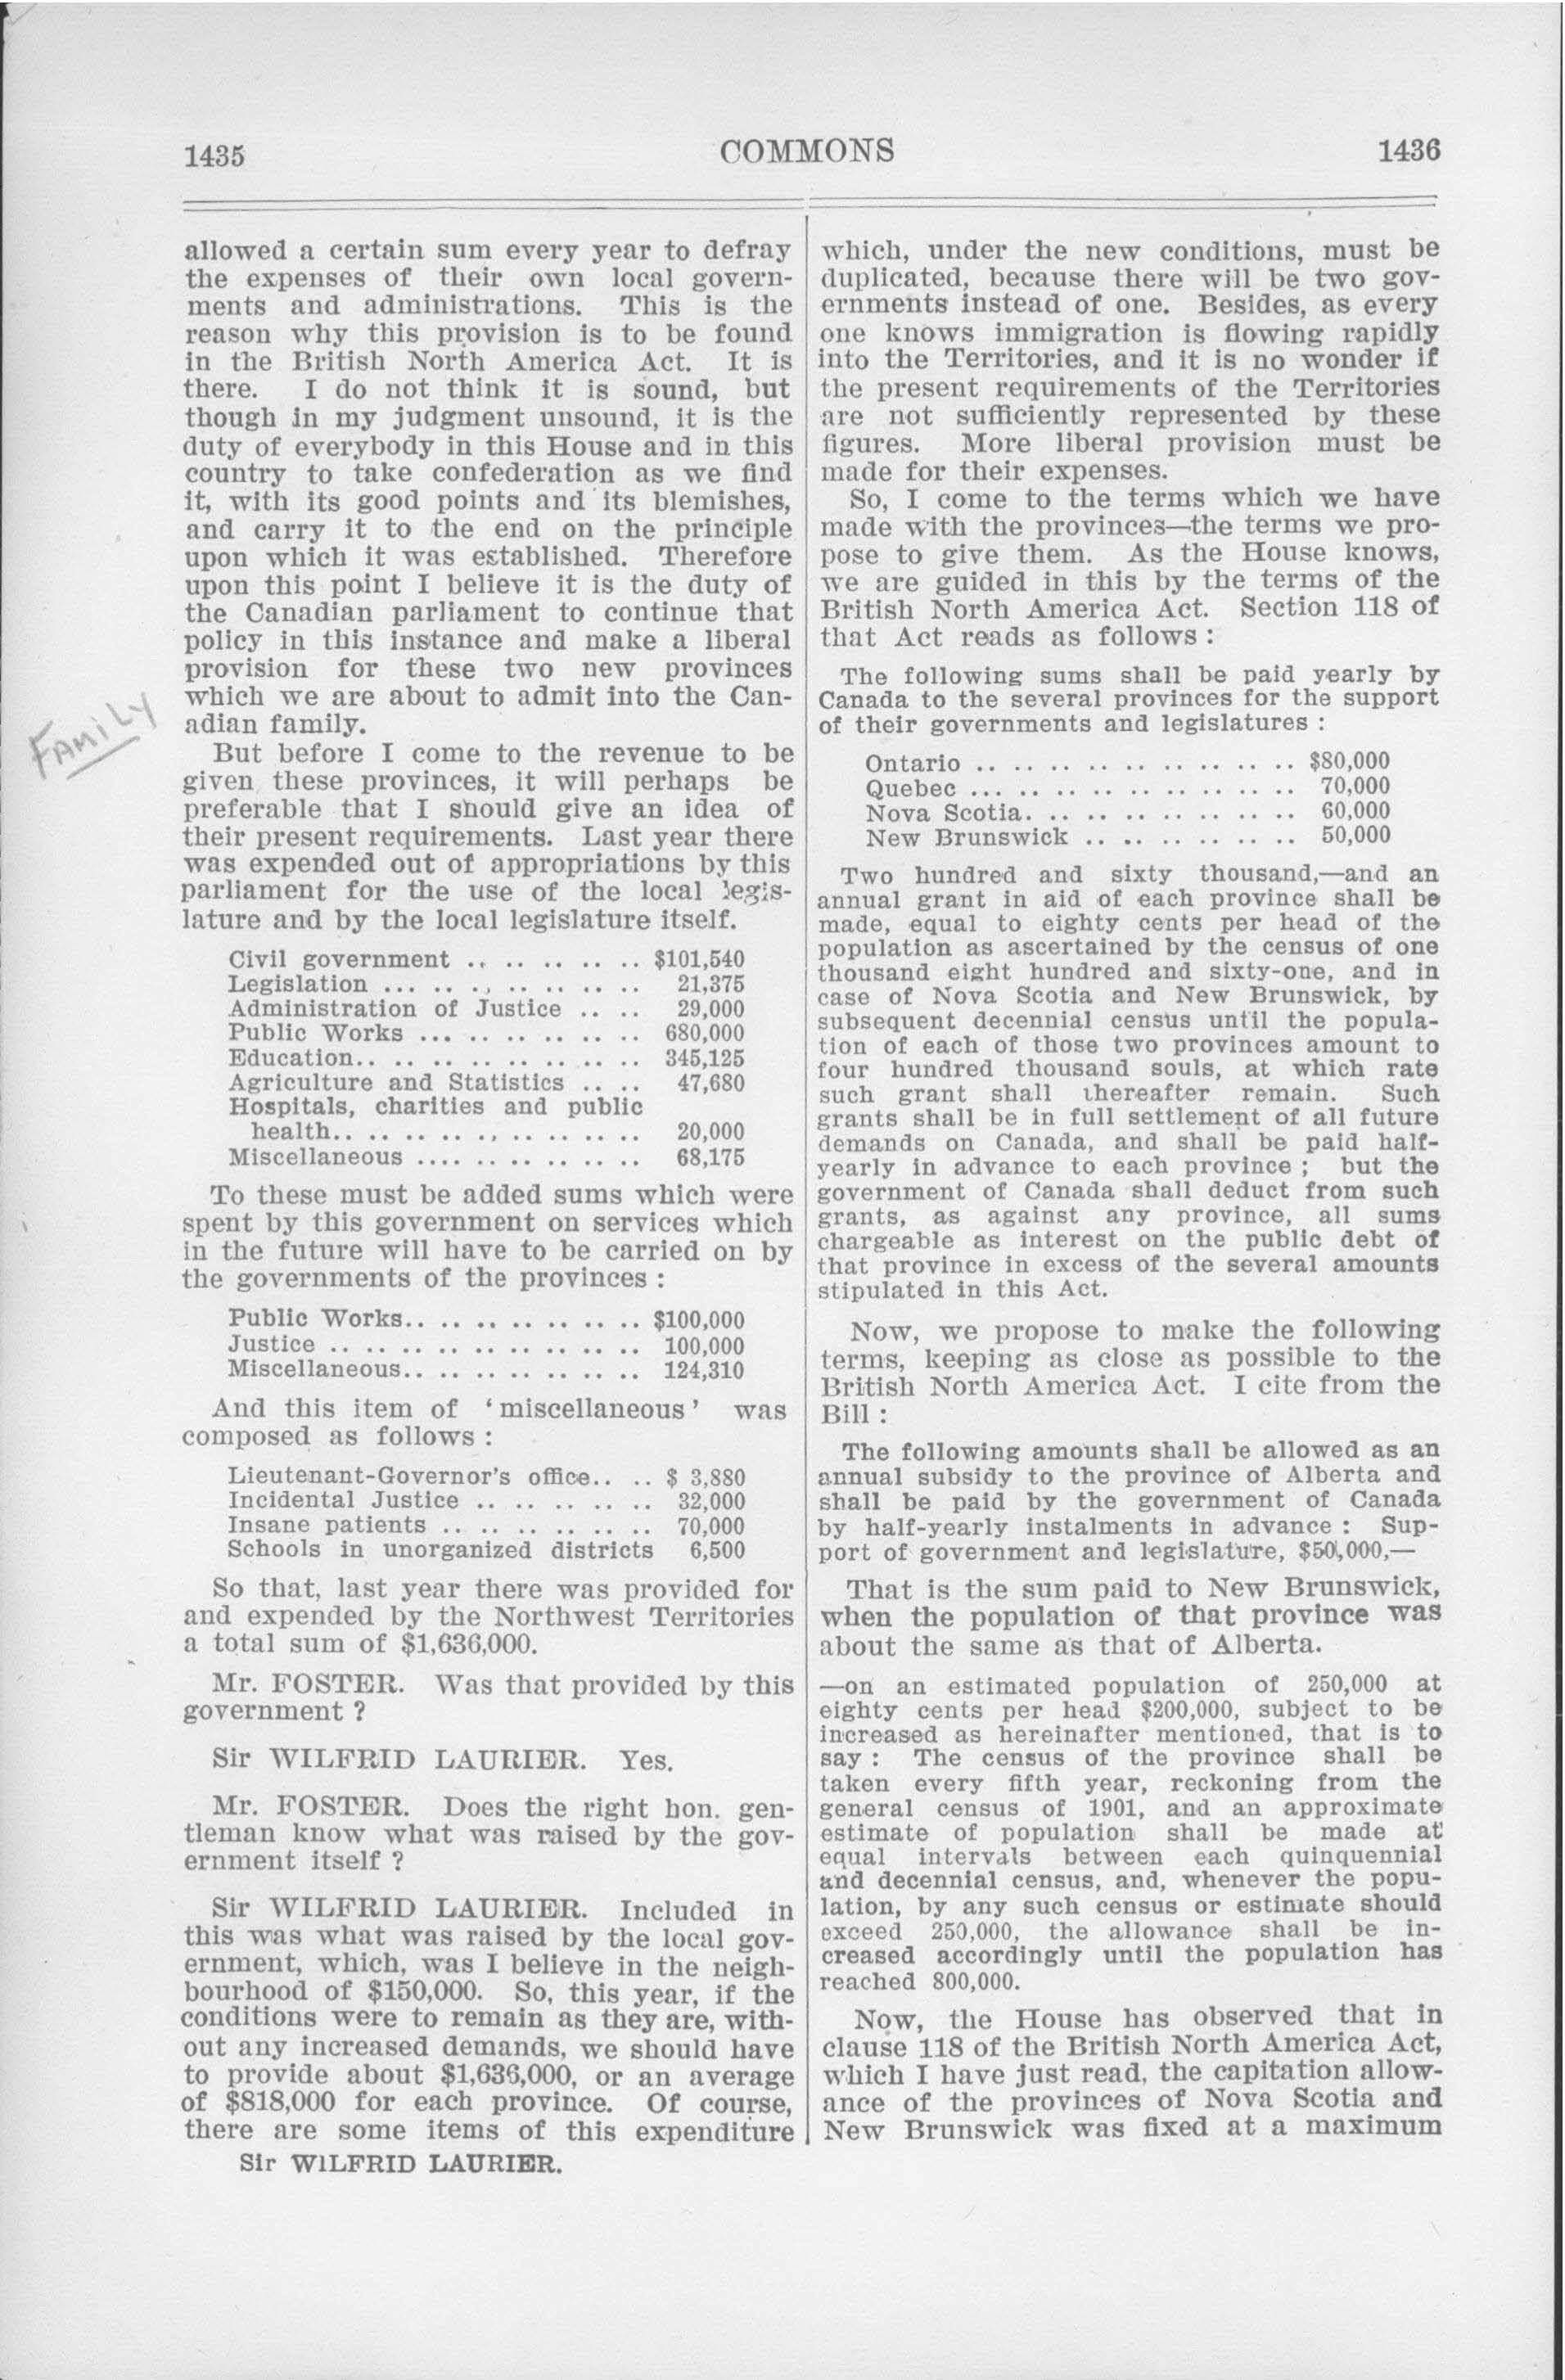 1435
COMMONS
1436
allowed a certain sum every year to defray
the expenses of their own local govern-
ments and administrations. This is the
reason why this provision is to be found
in the British North America Act. It is
there. I do not think it is sound, but
though in my judgment unsound, it is the
duty of everybody in this House and in this
country to take confederation as we find
it, with its good points and its blemishes,
and carry it to the end on the principle
upon which it was established. Therefore
upon this point I believe it is the duty of
the Canadian parliament to continue that
policy in this instance and make a liberal
provision for these two new provinces
which we are about to admit into the Can-
adian family.
FAMILY
But before I come to the revenue to be
given these provinces, it will perhaps be
preferable that I should give an idea of
their present requirements. Last year there
was expended out of appropriations by this
parliament for the use of the local legis-
lature and by the local legislature itself.
Civil government .. .. .. .. .. $101,540
Legislation ... .. .. .. .. .. .. 21,375
Administration of Justice .. .. 29,000
Public Works ... .. .. .. .. .. 680,000
Education.. .. .. .. .. .. .. .. 345,125
Agriculture and Statistics .. .. 47,680
Hospitals, charities and public
health.. .. .. .. .. .. .. .. .. 20,000
Miscellaneous .... .. .. .. .. .. 68,175
To these must be added sums which were
spent by this government on services which
in the future will have to be carried on by
the governments of the provinces :
Public Works.. .. .. .. .. .. .. $100,000
Justice .. .. .. .. .. .. .. .. .. 100,000
Miscellaneous.. .. .. .. .. .. .. 124,310
And this item of ‘ miscellaneous ’ was
composed as follows :
Lieutenant-Governor's office.. .. $ 3,880
Incidental Justice .. .. .. .. .. 32,000
Insane patients .. .. .. .. .. .. 70,000
Schools in unorganized districts 6,500
So that, last year there was provided for
and expended by the Northwest Territories
a total sum of $1,636,000.
Mr. FOSTER. Was that provided by this
government ?
Sir WILFRID LAURIER. Yes.
Mr. FOSTER. Does the right hon. gen-
tleman know what was raised by the gov-
ernment itself ?
Sir WILFRID LAURIER. Included in
this was what was raised by the local gov-
ernment, which, was I believe in the neigh-
bourhood of $150,000. So, this year, if the
conditions were to remain as they are, with-
out any increased demands, we should have
to provide about $1,636,000, or an average
of $818,000 for each province. Of course,
there are some items of this expenditure
Sir WILFRID LAURIER.
which, under the new conditions, must be
duplicated, because there will be two gov-
ernments instead of one. Besides, as every
one knows immigration is flowing rapidly
into the Territories, and it is no wonder if
the present requirements of the Territories
are not sufficiently represented by these
figures. More liberal provision must be
made for their expenses.
So, I come to the terms which we have
made with the provinces—the terms we pro-
pose to give them. As the House knows,
we are guided in this by the terms of the
British North America Act. Section 118 of
that Act reads as follows :
The following sums shall be paid yearly by
Canada to the several provinces for the support
of their governments and legislatures :
Ontario .. .. .. .. .. .. .. .. .. $80,000
Quebec ... .. .. .. .. .. .. .. .. 70,000
Nova Scotia. .. .. .. .. .. .. .. 60,000
New Brunswick .. .. .. .. .. .. 50,000
Two hundred and sixty thousand,—and an
annual grant in aid of each province shall be
made, equal to eighty cents per head of the
population as ascertained by the census of one
thousand eight hundred and sixty-one, and in
case of Nova Scotia and New Brunswick, by
subsequent decennial census until the popula-
tion of each of those two provinces amount to
four hundred thousand souls, at which rate
such grant shall thereafter remain. Such
grants shall be in full settlement of all future
demands on Canada, and shall be paid half-
yearly in advance to each province ; but the
government of Canada shall deduct from such
grants, as against any province, all sums
chargeable as interest on the public debt of
that province in excess of the several amounts
stipulated in this Act.
Now, we propose to make the following
terms, keeping as close as possible to the
British North America Act. I cite from the
Bill :
The following amounts shall be allowed as an
annual subsidy to the province of Alberta and
shall be paid by the government of Canada
by half-yearly instalments in advance : Sup-
port of government and legislature, $50,000,—
That is the sum paid to New Brunswick,
when the population of that province was
about the same as that of Alberta.
—on an estimated population of 250,000 at
eighty cents per head $200,000, subject to be
increased as hereinafter mentioned, that is to
say : The census of the province shall be
taken every fifth year, reckoning from the
general census of 1901, and an approximate
estimate of population shall be made at
equal intervals between each quinquennial
and decennial census, and, whenever the popu-
lation, by any such census or estimate should
exceed 250,000, the allowance shall be in-
creased accordingly until the population has
reached 800,000.
Now, the House has observed that in
clause 118 of the British North America Act,
which I have just read, the capitation allow-
ance of the provinces of Nova Scotia and
New Brunswick was fixed at a maximum